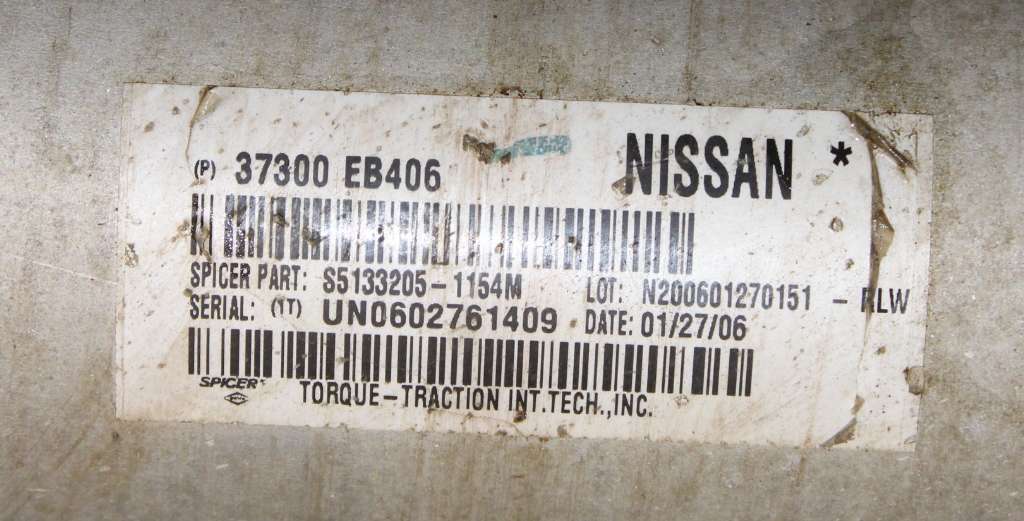 (P) 37300 EB406 NISSAN *
SPICER PART: S5133205-1154M LOT: N200601270151 - RLW
SERIAL: (1T) UN0602761409 DATE: 01/27/06
SPICER TORQUE-TRACTION INT.TECH.,INC.